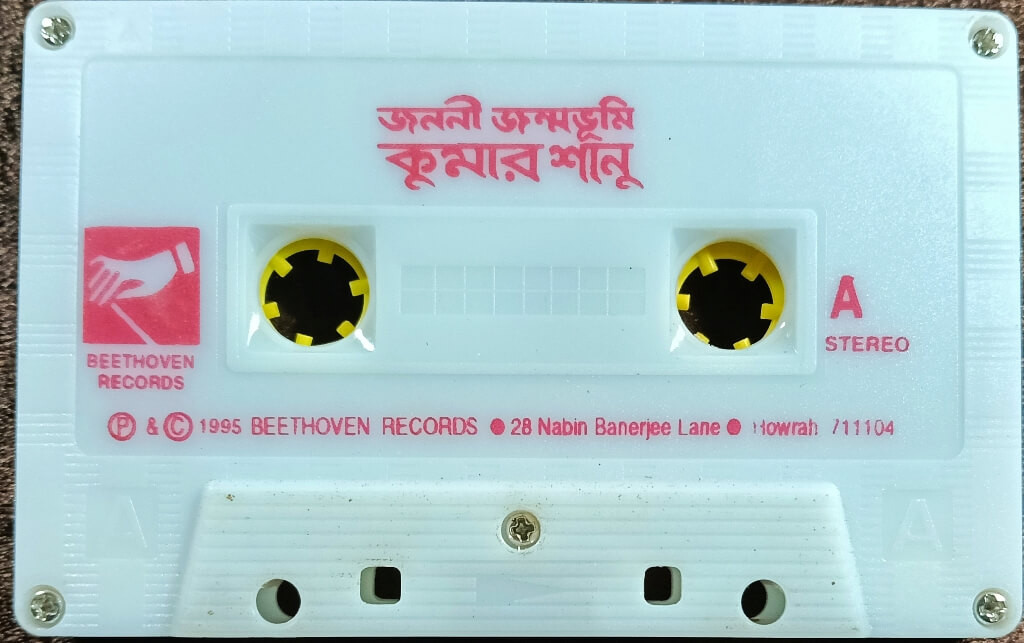 জননী জন্মভূমি
কুমার শানু
BEETHOVEN
RECORDS
A
STEREO
Ⓟ & Ⓒ 1995 BEETHOVEN RECORDS ● 28 Nabin Banerjee Lane ● Howrah 711104
A A